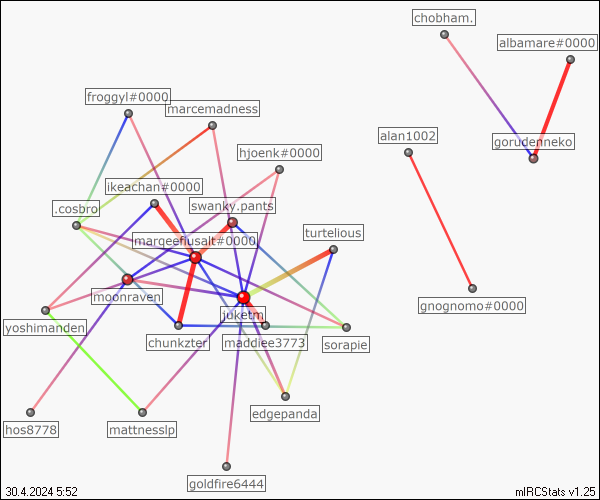 chobham.
albamare#0000
froggyl#0000
marcemadness
alan1002
gorudenneko
hjoenk#0000
ikeachan#0000
.cosbro
swanky.pants
turtelious
margeeflusalt#0000
moonraven
gnognomo#0000
juketm
yoshimanden
chunkzter
maddiee3773
sorapie
edgepanda
hos8778
mattnesslp
goldfire6444
30.4.2024 5:52
mIRCStats v1.25